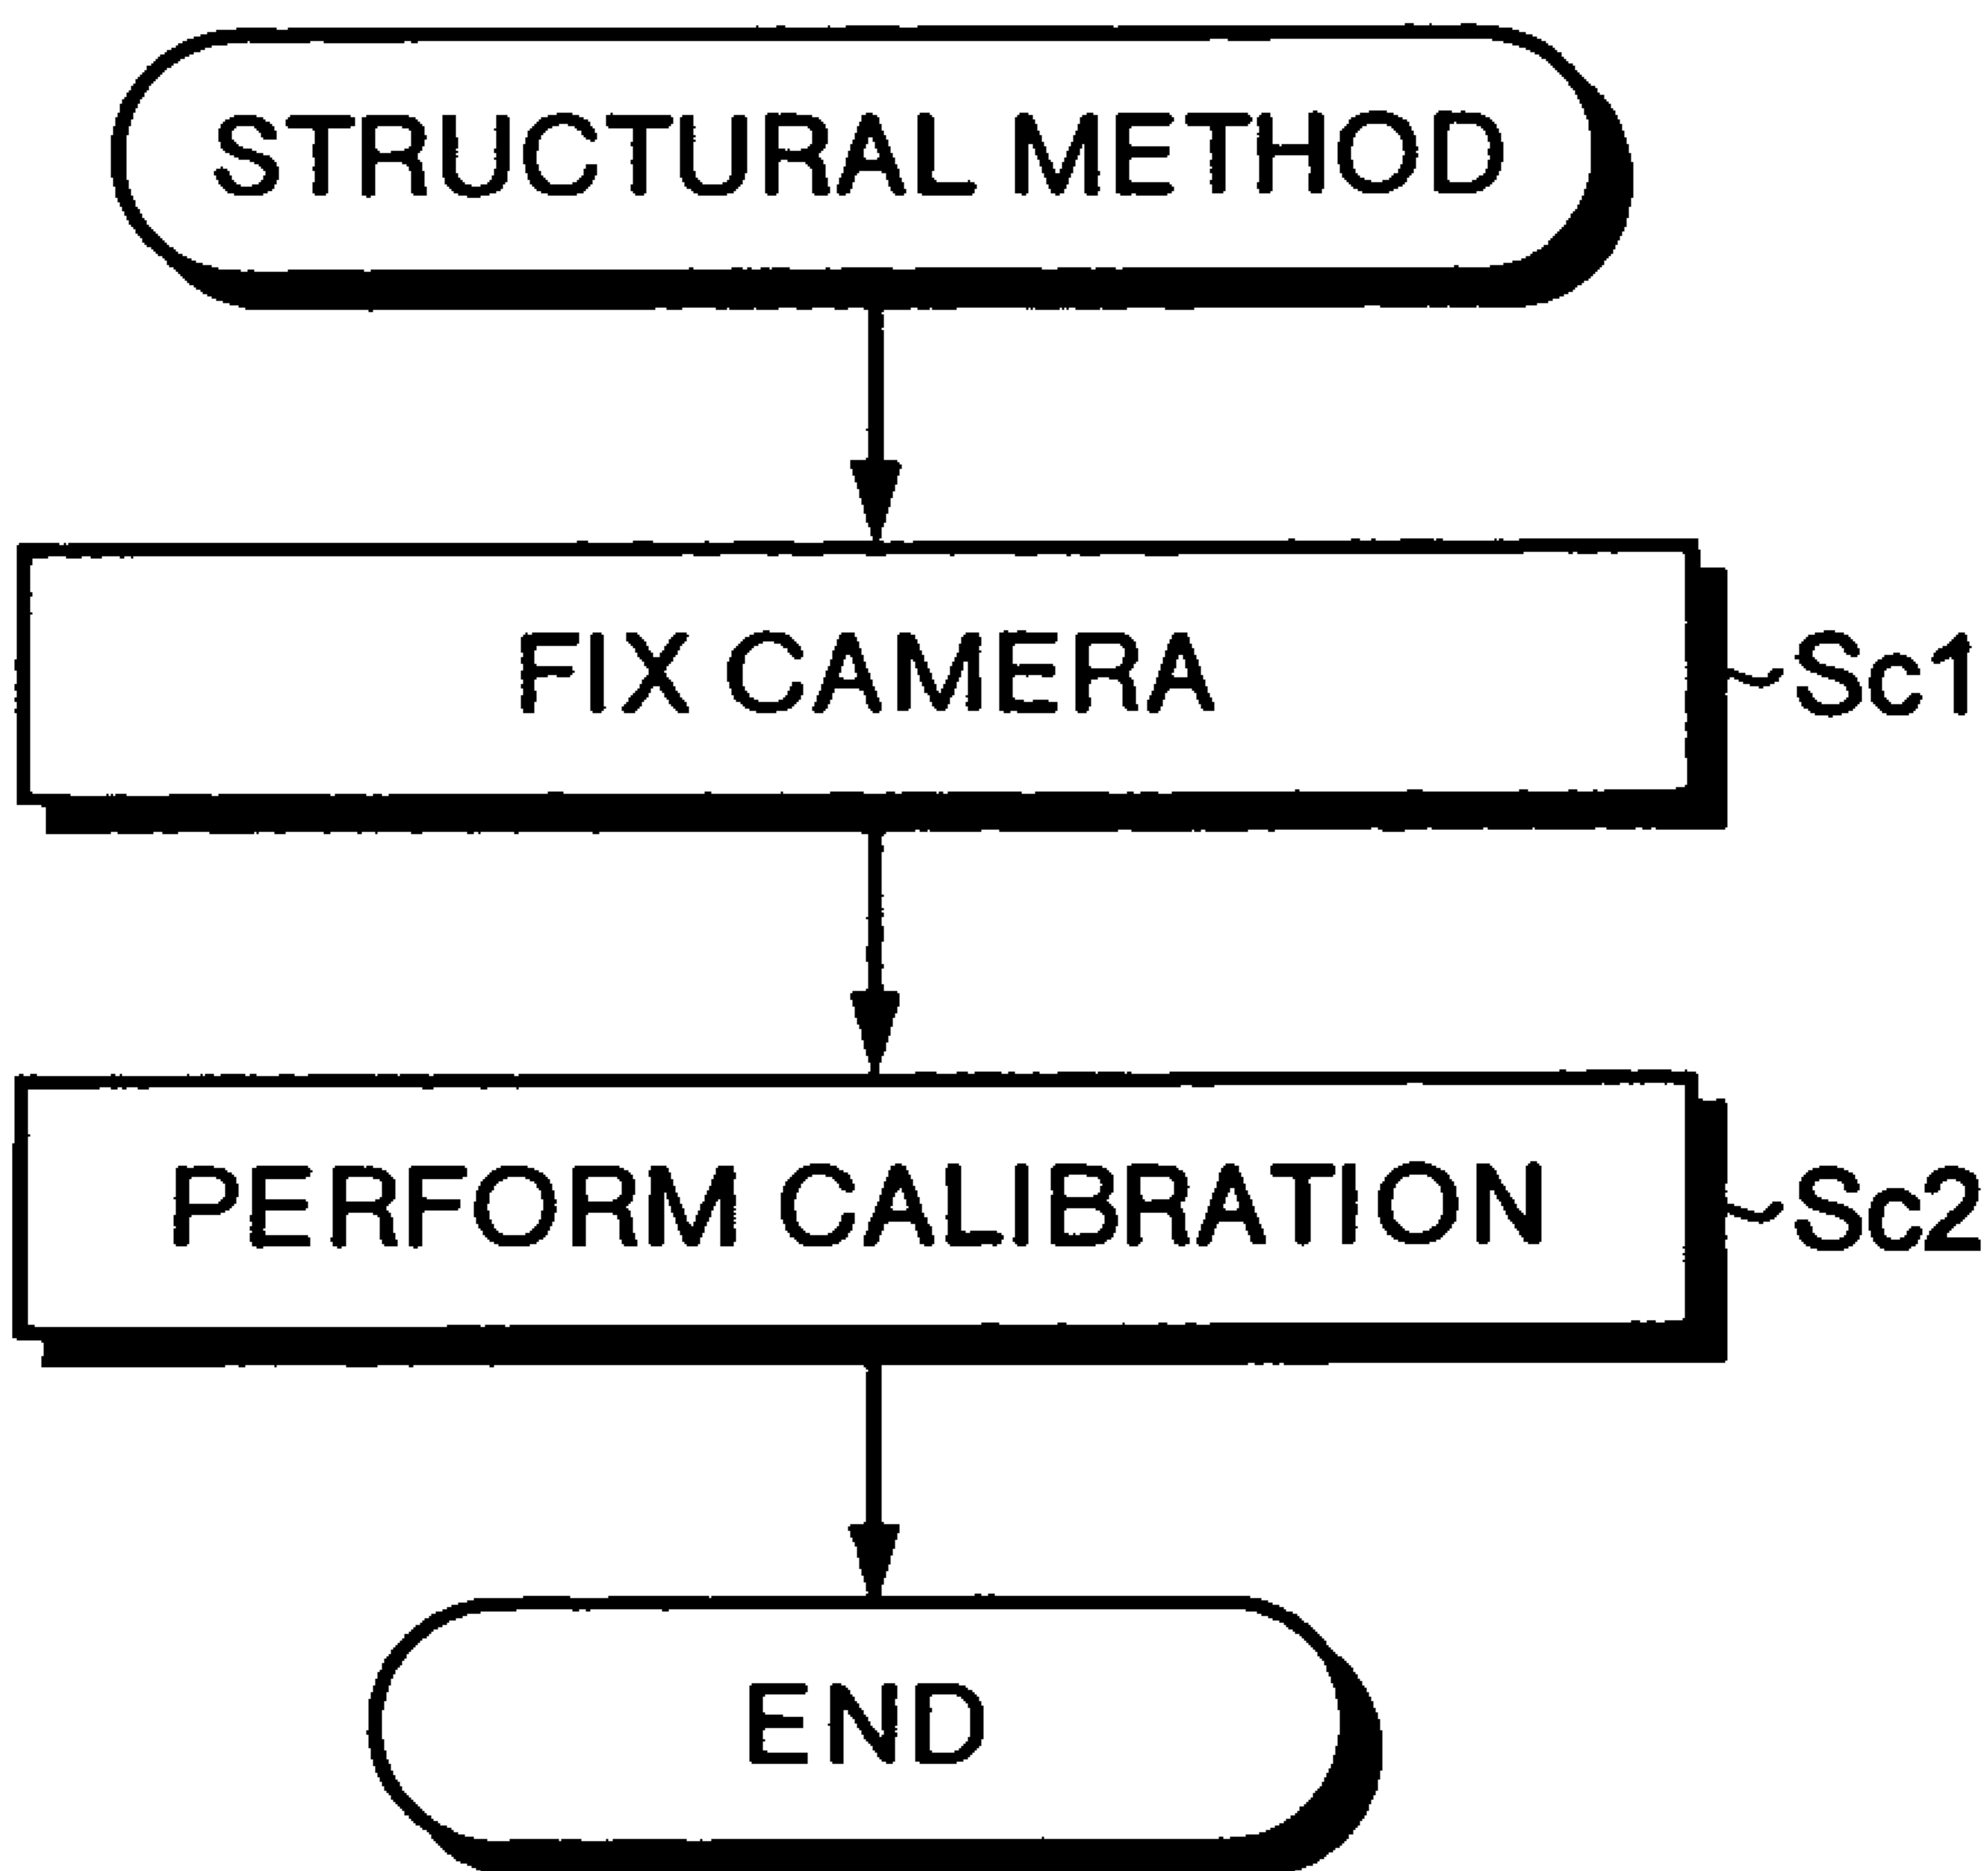 STRUCTURAL METHOD
FIX CAMERA
Sc1
PERFORM CALIBRATION
Sc2
END